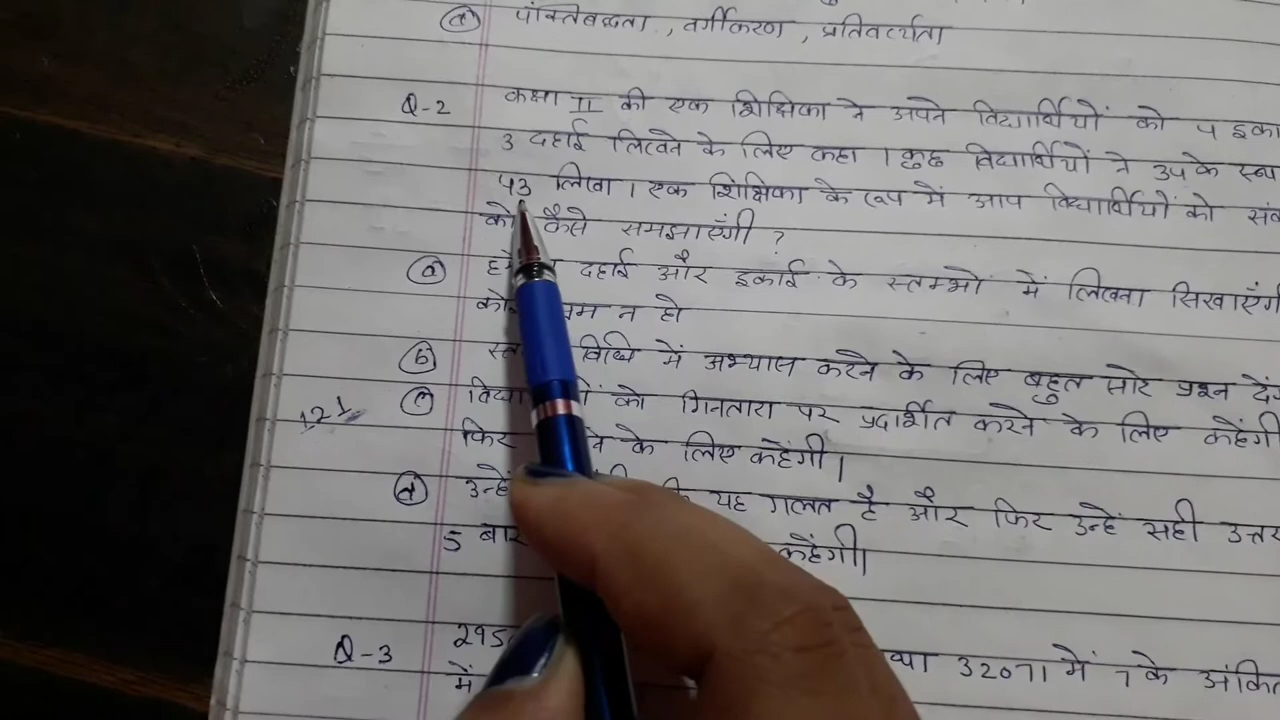 (d) पंक्तिबद्धता, वर्गीकरण, प्रतिवर्त्यता
Q-2 कक्षा II की एक शिक्षिका ने अपने विद्यार्थियों को 4 इका
3 दहाई लिखने के लिए कहा। कुछ विद्यार्थियों ने 34 के रूप
43 लिखा। एक शिक्षिका के रूप में आप विद्यार्थियों को संक
को कैसे समझाएँगी ?
(a) दहाई और इकाई के स्तम्भों में लिखना सिखाएँगी
न हो
(b) विधि में अभ्यास करने के लिए बहुत सारे प्रश्न देंगी
(c) को गिनतारा पर प्रदर्शित करने के लिए कहेंगी
फिर के लिए कहेंगी।
(d) उन्हें यह गलत है और फिर उन्हें सही उत्तर
5 बार कहेंगी।
Q-3 295 32071 में 7 के अंकित
में